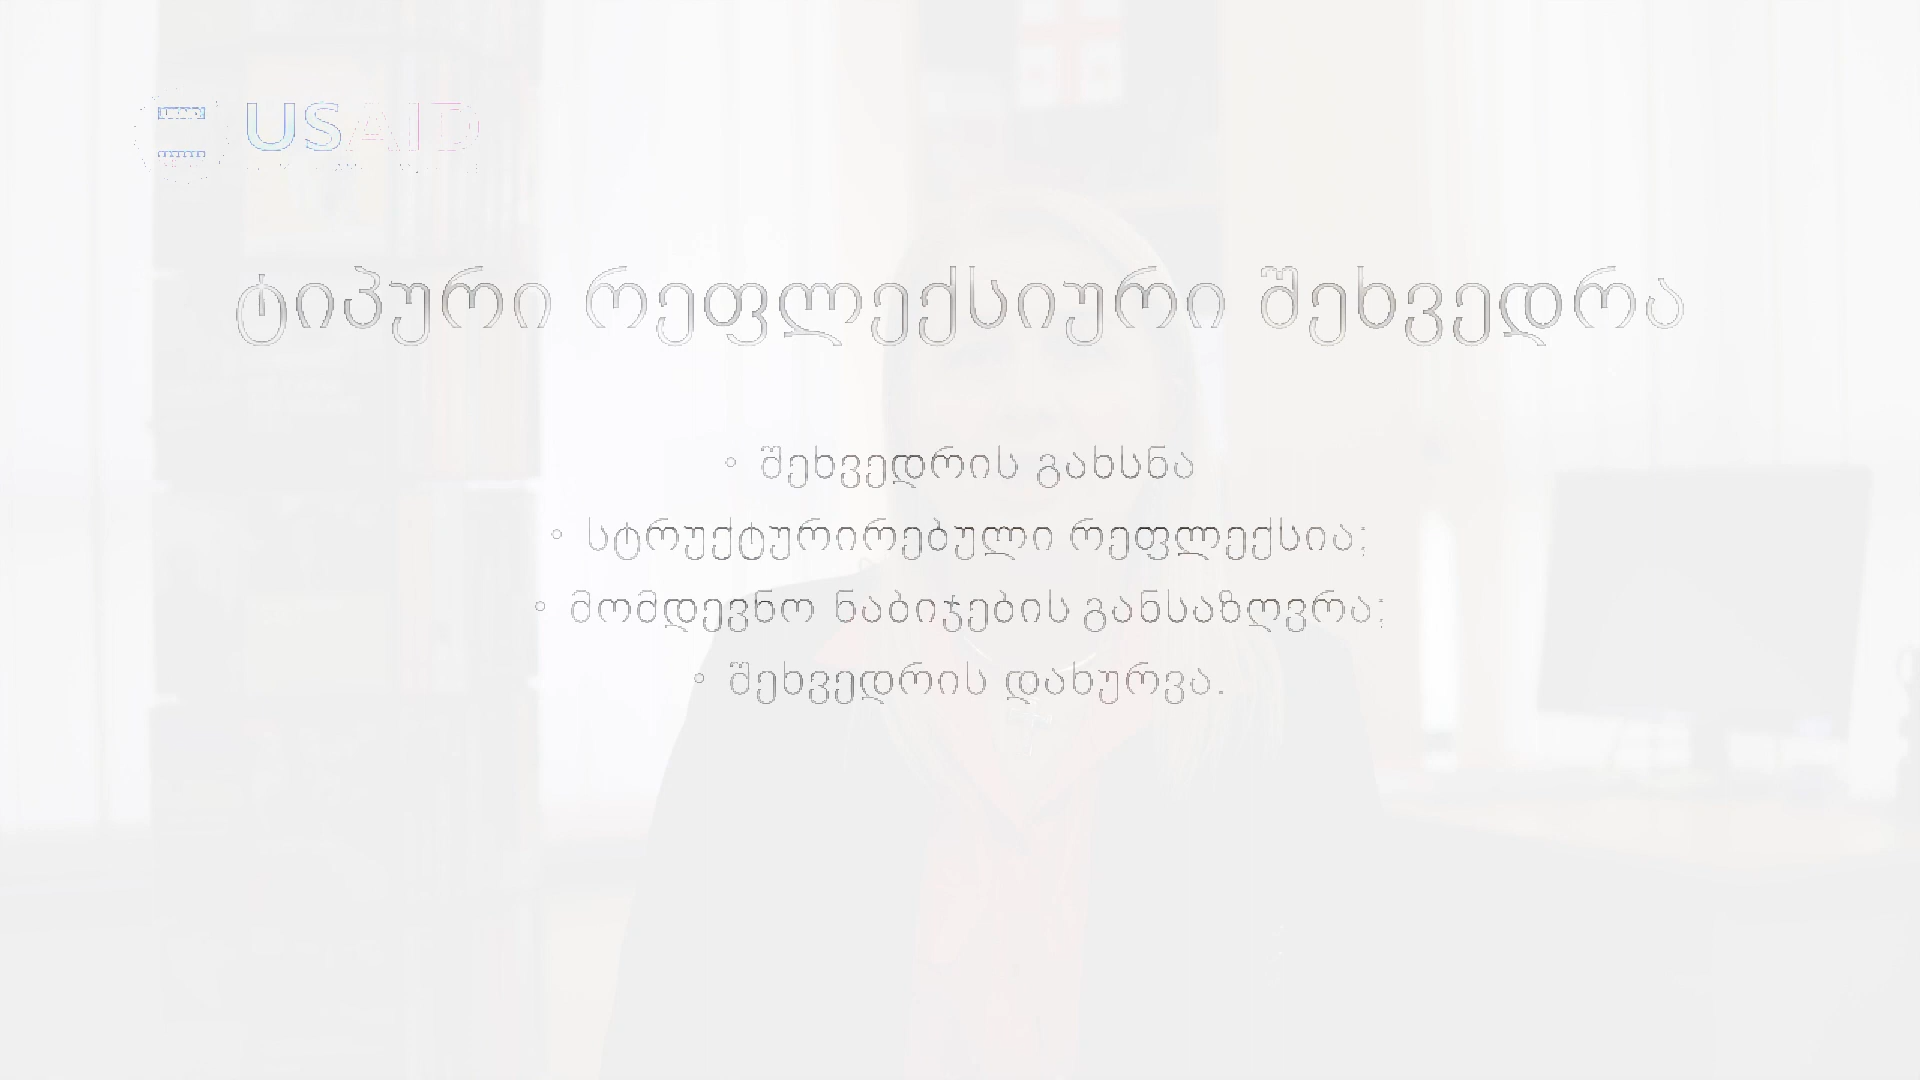 USAID
ტიპური რეფლექსიური შეხვედრა
• შეხვედრის გახსნა
• სტრუქტურირებული რეფლექსია;
• მომდევნო ნაბიჯების განსაზღვრა;
• შეხვედრის დახურვა.